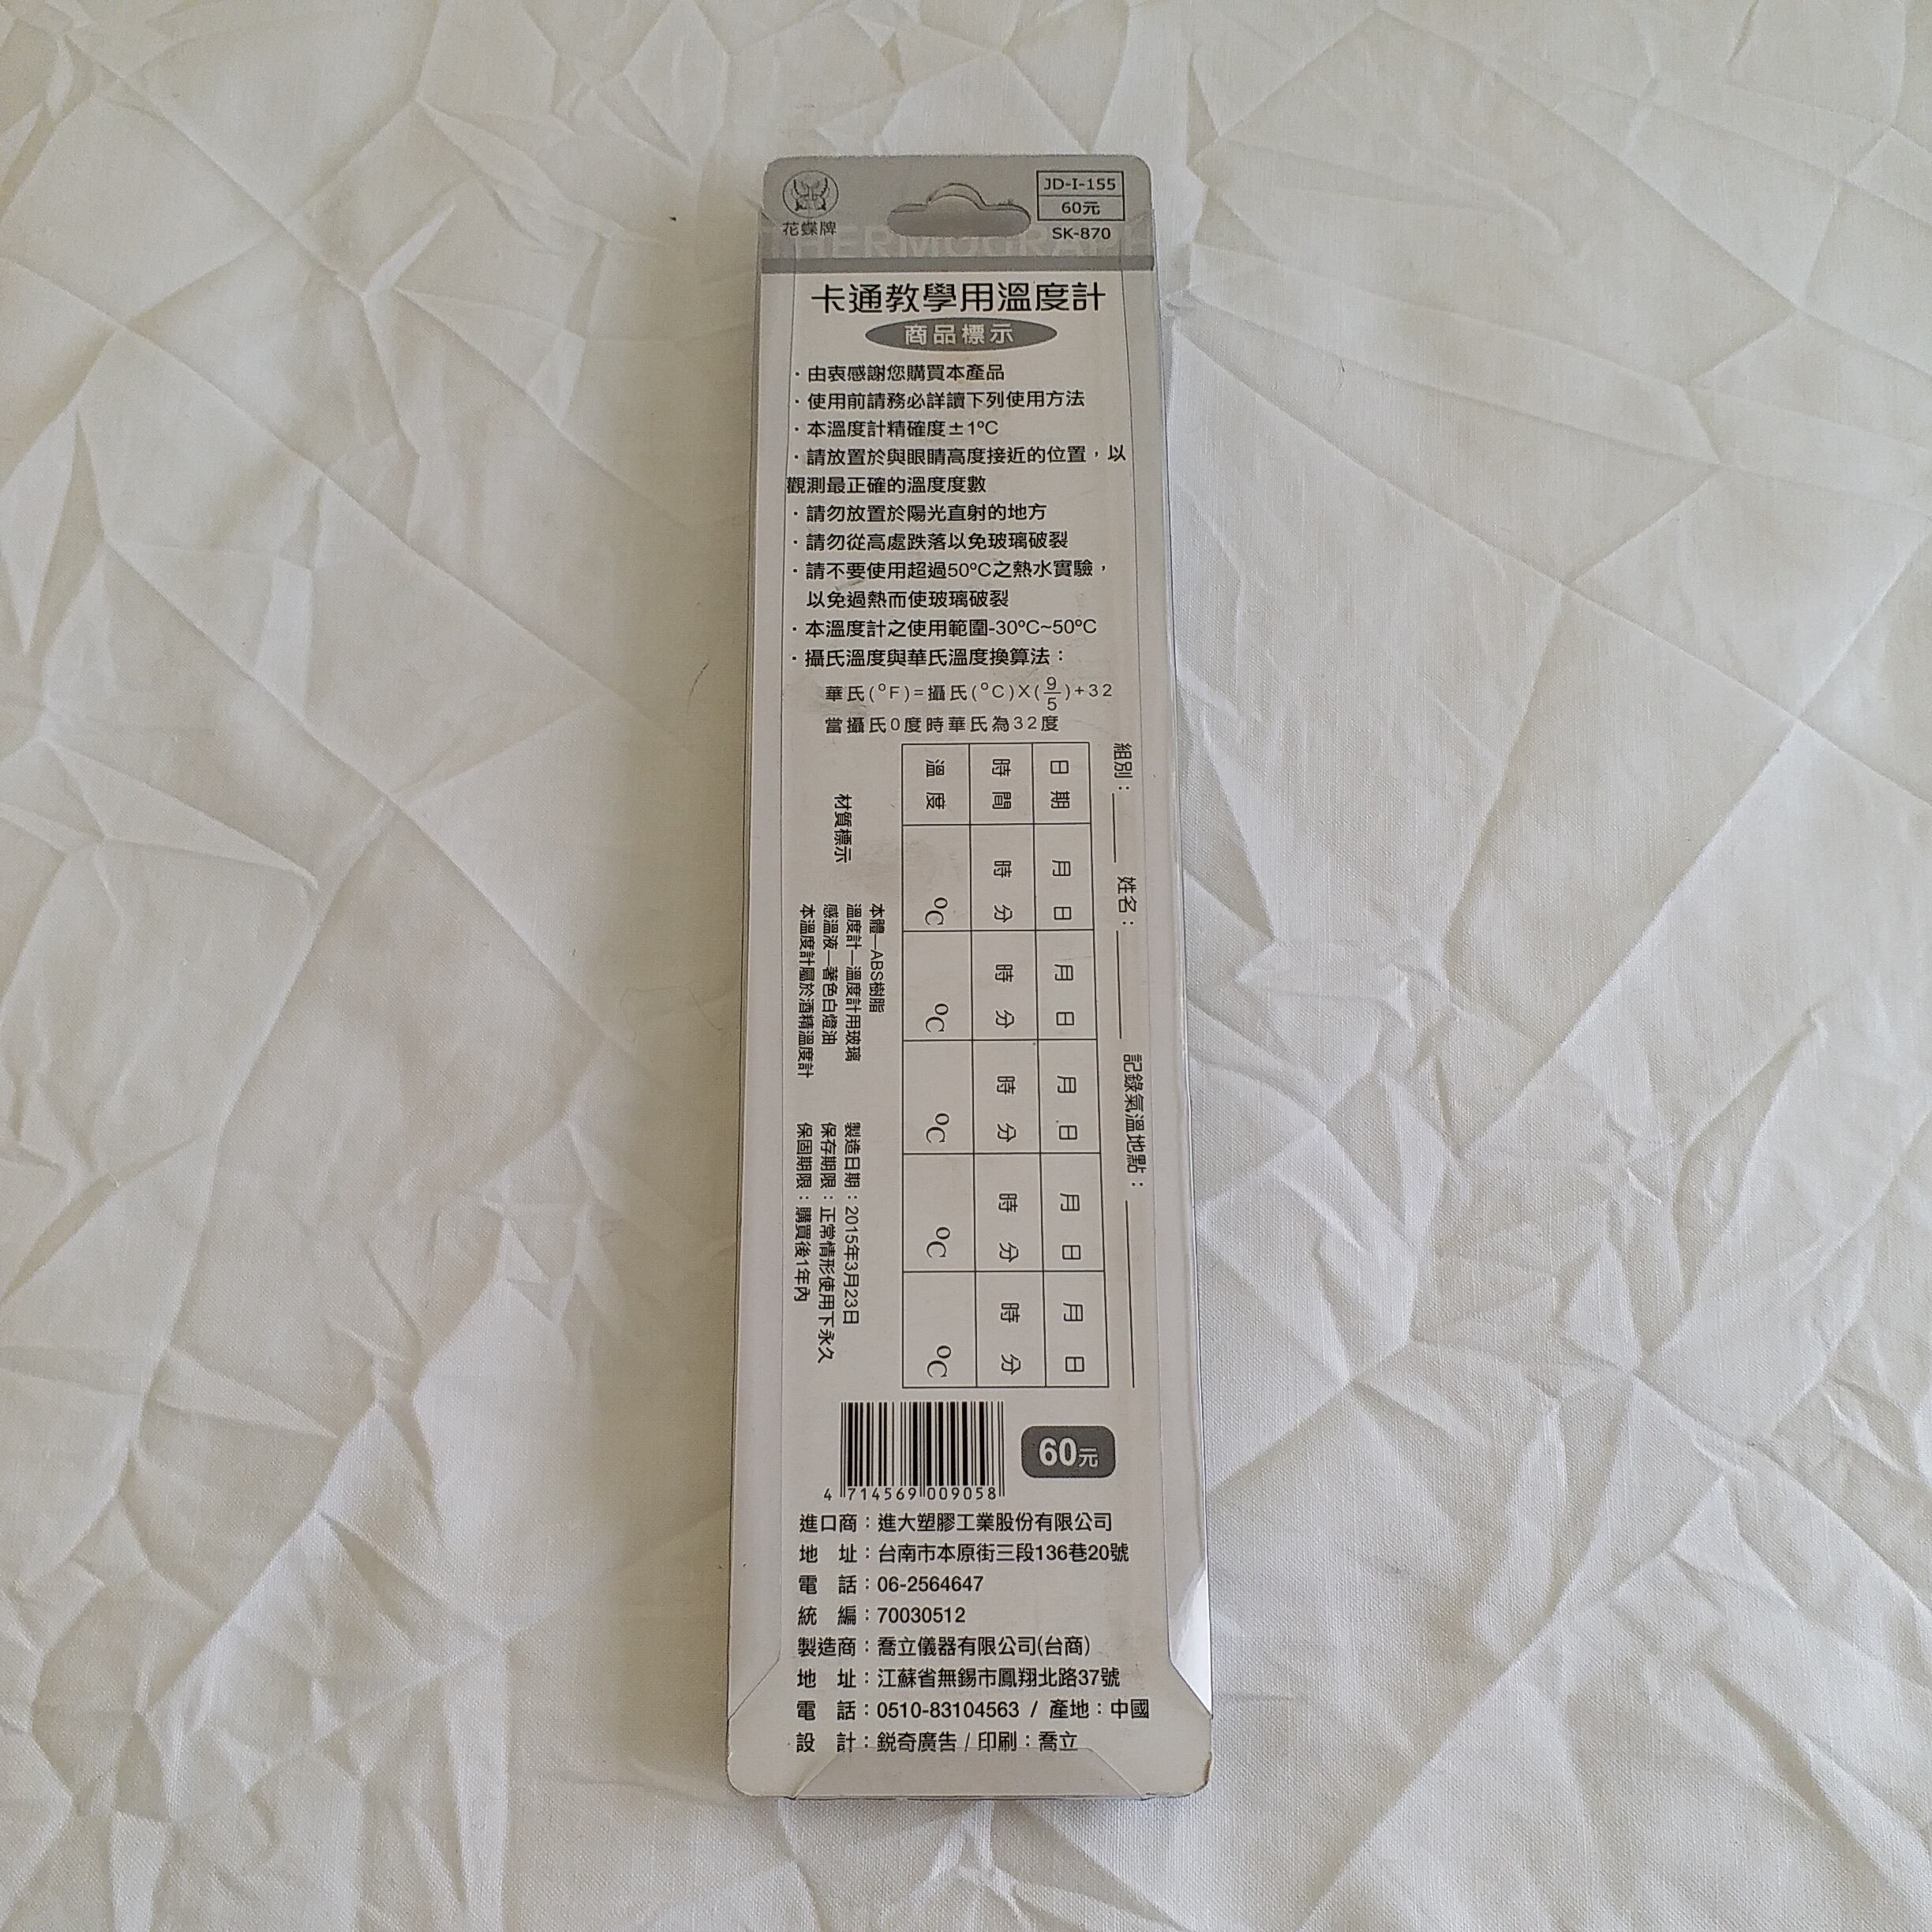 花蝶牌
JD-I-155
60元
SK-870
THERMOGRAPH
卡通教學用溫度計
商品標示
・由衷感謝您購買本產品
・使用前請務必詳讀下列使用方法
・本溫度計精確度±1ºC
・請放置於與眼睛高度接近的位置，以
觀測最正確的溫度度數
・請勿放置於陽光直射的地方
・請勿從高處跌落以免玻璃破裂
・請不要使用超過50ºC之熱水實驗，
以免過熱而使玻璃破裂
・本溫度計之使用範圍-30ºC~50ºC
・攝氏溫度與華氏溫度換算法：
華氏(ºF)=攝氏(ºC)X(9/5)+32
當攝氏0度時華氏為32度
組別：______ 姓名：______ 記錄氣溫地點：______
日期 月 日 月 日 月 日 月 日 月 日
時間 時 分 時 分 時 分 時 分 時 分
溫度 ºC ºC ºC ºC ºC
材質標示
本體—ABS樹脂
溫度計—溫度計用玻璃
感溫液—著色白燈油
本溫度計屬於酒精溫度計
製造日期：2015年3月23日
保存期限：正常情形使用下永久
保固期限：購買後1年內
4 714569 009058
60元
進口商：進大塑膠工業股份有限公司
地　址：台南市本原街三段136巷20號
電　話：06-2564647
統　編：70030512
製造商：喬立儀器有限公司(台商)
地　址：江蘇省無錫市鳳翔北路37號
電　話：0510-83104563 / 產地：中國
設　計：鋭奇廣告 / 印刷：喬立